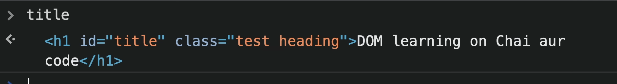 title
<h1 id="title" class="test heading">DOM learning on Chai aur
code</h1>